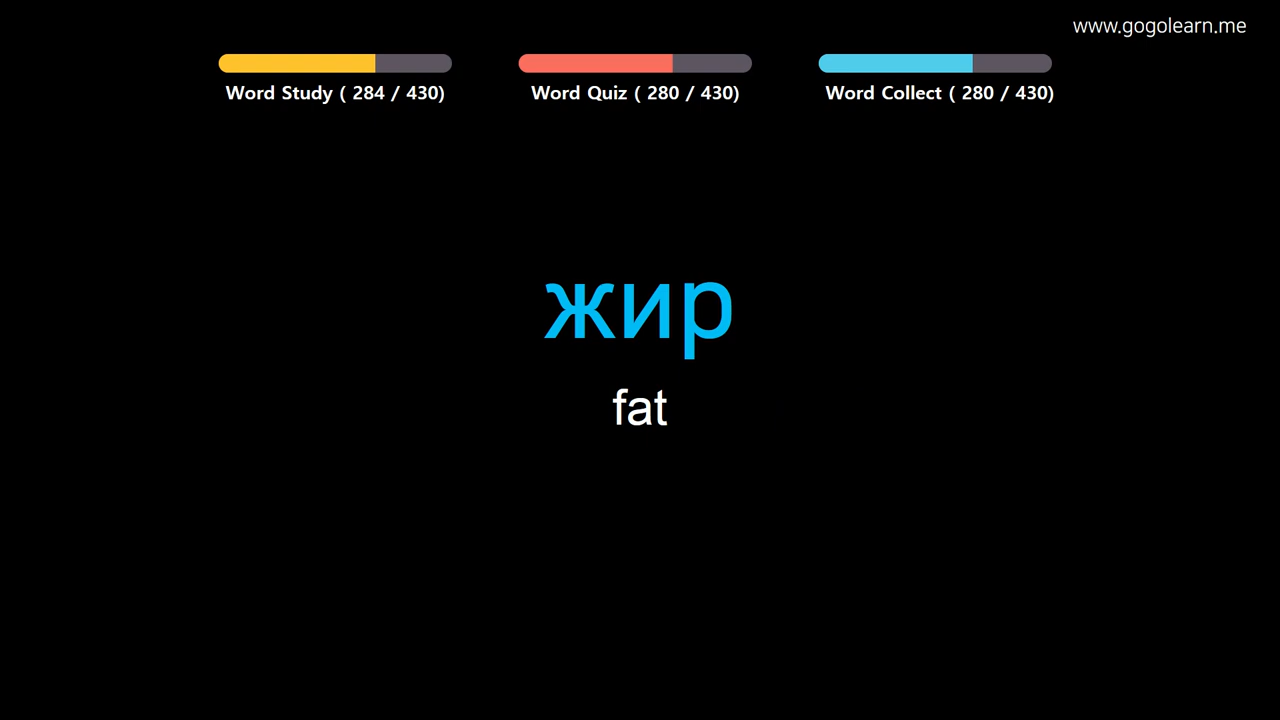 www.gogolearn.me
Word Study ( 284 / 430)
Word Quiz ( 280 / 430)
Word Collect ( 280 / 430)
жир
fat